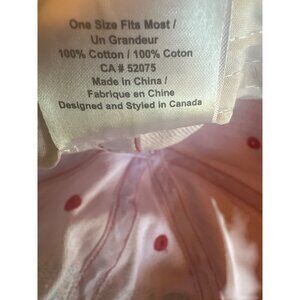 One Size Fits Most /
Un Grandeur
100% Cotton / 100% Coton
CA # 52075
Made in China /
Fabrique en Chine
Designed and Styled in Canada